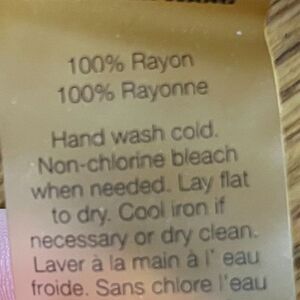 100% Rayon
100% Rayonne
Hand wash cold.
Non-chlorine bleach
when needed. Lay flat
to dry. Cool iron if
necessary or dry clean.
Laver à la main à l' eau
froide. Sans chlore l'eau